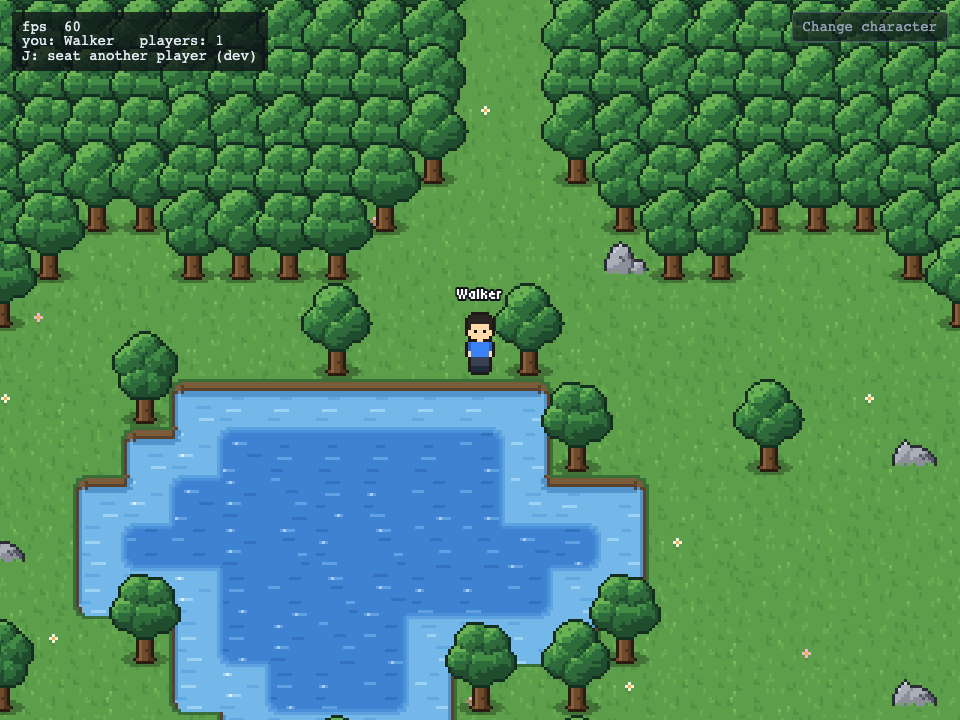 fps  60
you: Walker   players: 1
J: seat another player (dev)
Change character
Walker